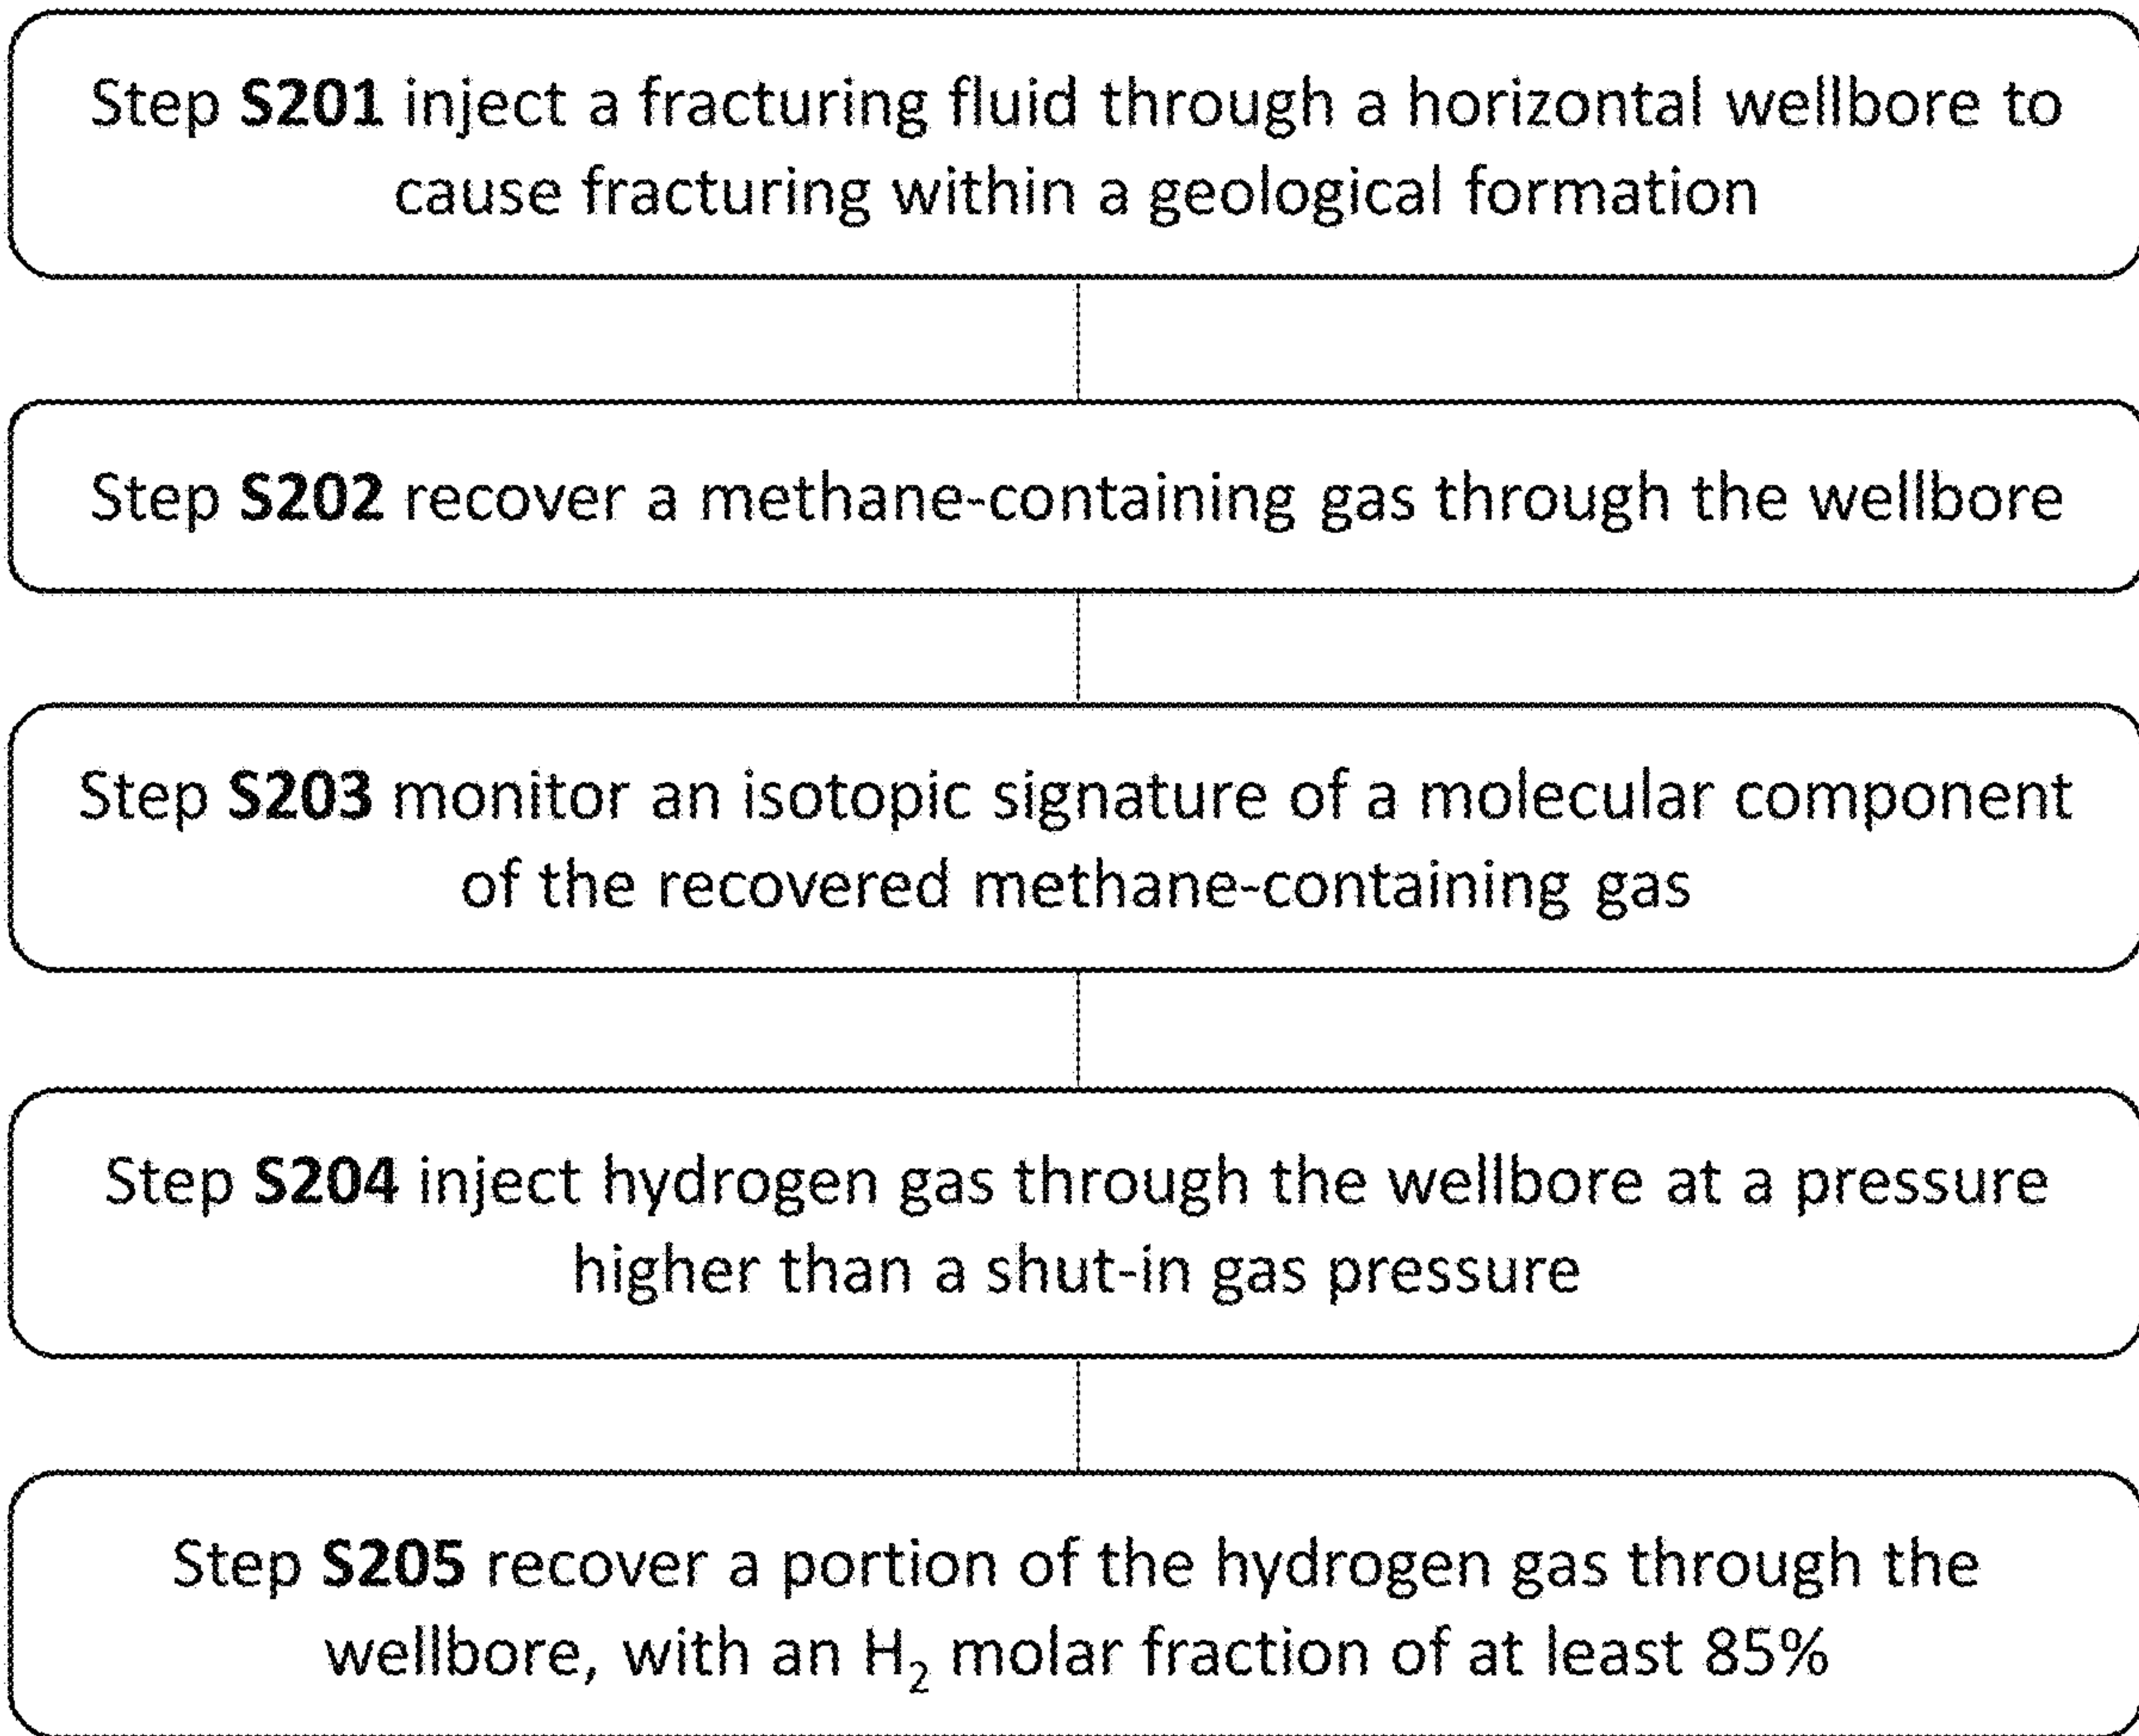 Step S201 inject a fracturing fluid through a horizontal wellbore to
cause fracturing within a geological formation
Step S202 recover a methane-containing gas through the wellbore
Step S203 monitor an isotopic signature of a molecular component
of the recovered methane-containing gas
Step S204 inject hydrogen gas through the wellbore at a pressure
higher than a shut-in gas pressure
Step S205 recover a portion of the hydrogen gas through the
wellbore, with an H₂ molar fraction of at least 85%